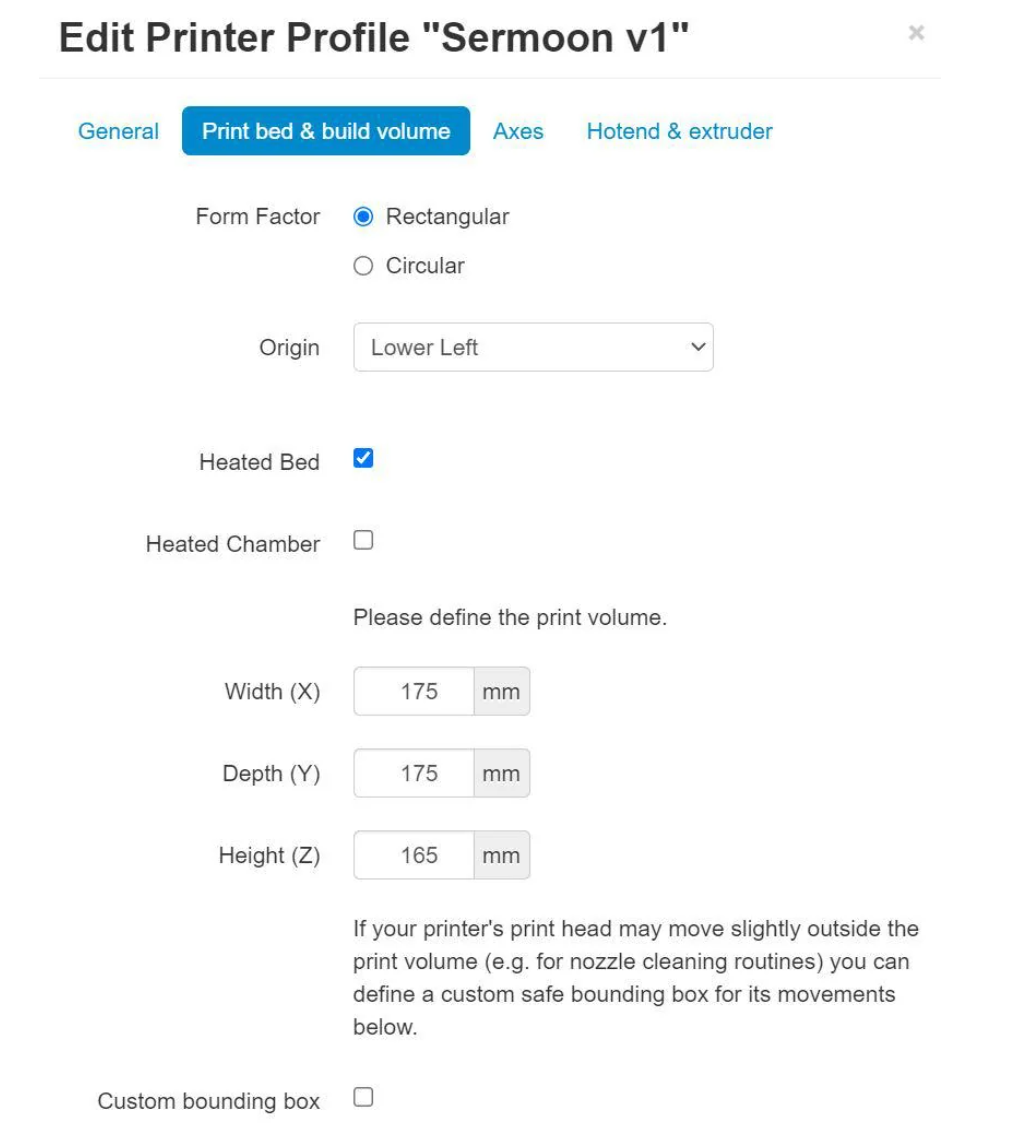 Edit Printer Profile "Sermoon v1"
×
General Print bed & build volume Axes Hotend & extruder
Form Factor Rectangular
Circular
Origin Lower Left
Heated Bed
Heated Chamber
Please define the print volume.
Width (X) 175 mm
Depth (Y) 175 mm
Height (Z) 165 mm
If your printer's print head may move slightly outside the
print volume (e.g. for nozzle cleaning routines) you can
define a custom safe bounding box for its movements
below.
Custom bounding box